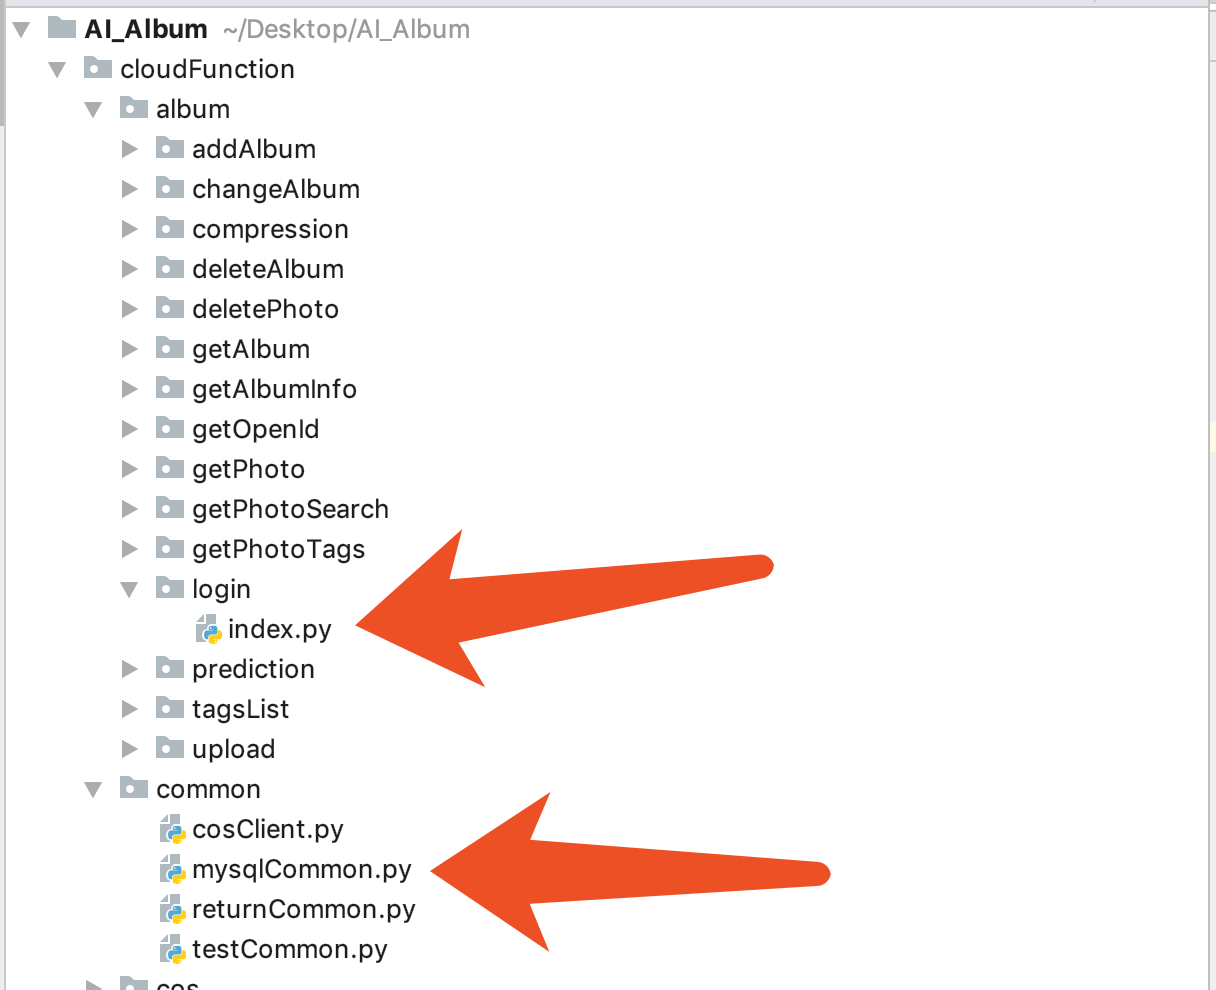 AI_Album ~/Desktop/AI_Album
cloudFunction
album
addAlbum
changeAlbum
compression
deleteAlbum
deletePhoto
getAlbum
getAlbumInfo
getOpenId
getPhoto
getPhotoSearch
getPhotoTags
login
index.py
prediction
tagsList
upload
common
cosClient.py
mysqlCommon.py
returnCommon.py
testCommon.py
cos